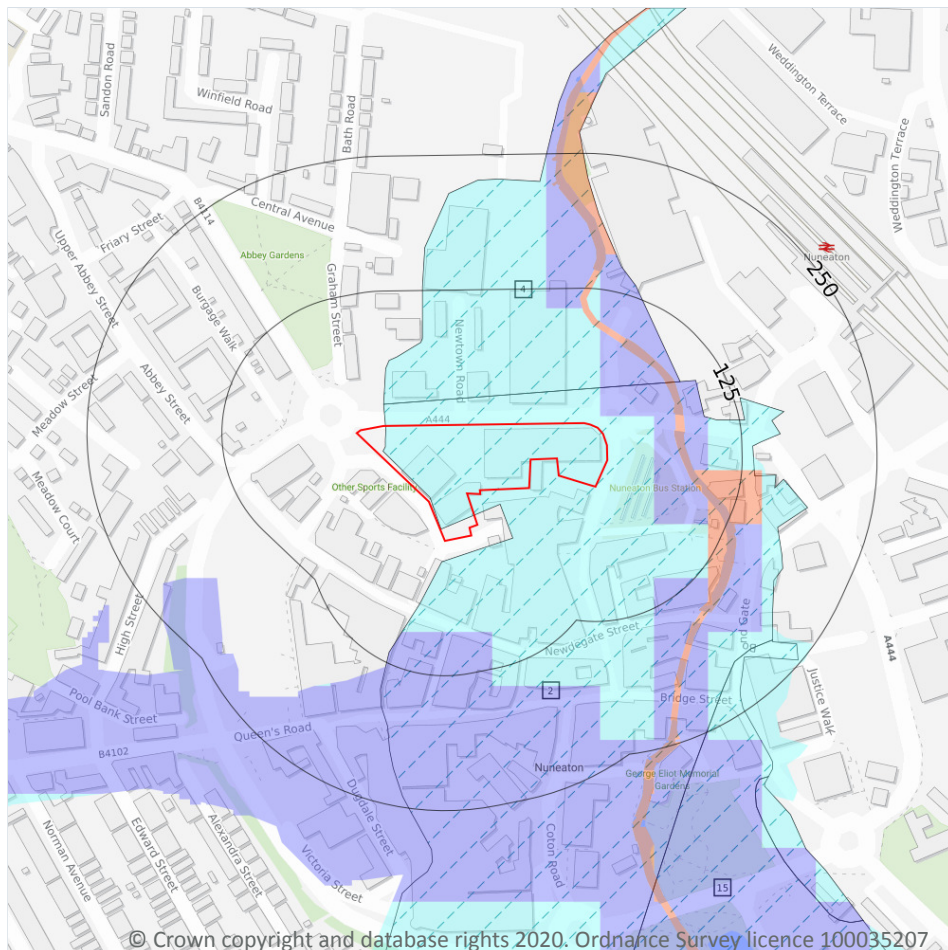 Sandon Road
Winfield Road
Bath Road
Weddington Terrace
Weddington Terrace
B4114
Central Avenue
Friary Street
Abbey Gardens
Upper Abbey Street
Graham Street
Burgage Walk
Nuneaton
250
4
Newtown Road
125
Meadow Street
Abbey Street
A444
Meadow Court
Other Sports Facility
Nuneaton Bus Station
High Street
Newdegate Street
Bond Gate
A444
Justice Walk
2
Bridge Street
Pool Bank Street
Queen's Road
B4102
Nuneaton
George Eliot Memorial
Gardens
Dugdale Street
Coton Road
Norman Avenue
Edward Street
Alexandra Street
Victoria Street
15
© Crown copyright and database rights 2020. Ordnance Survey licence 100035207